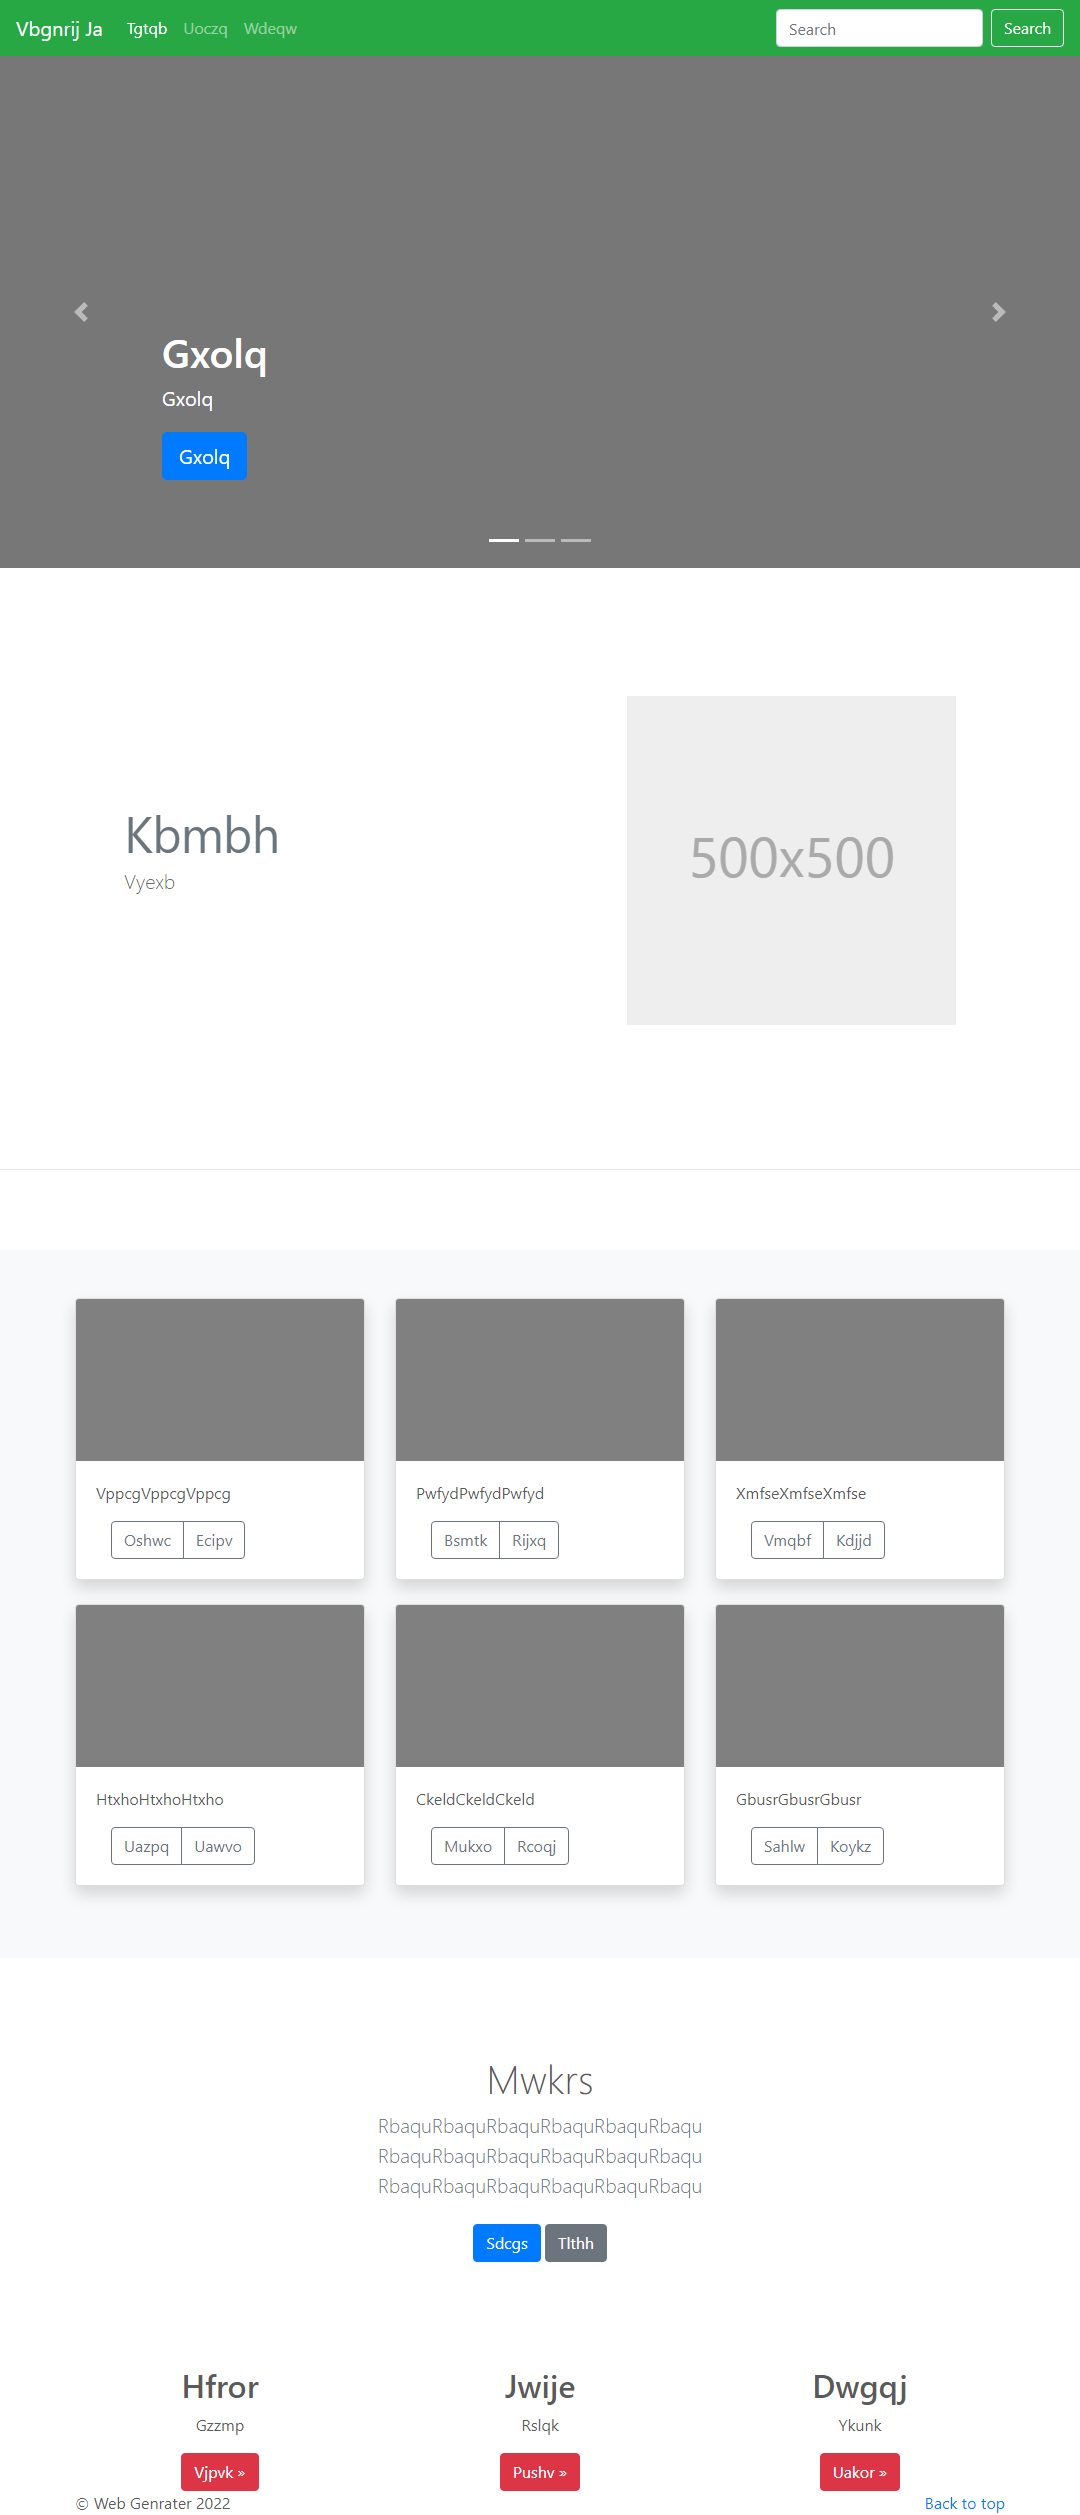 Vbgnrij Ja Tgtqb Uoczq Wdeqw Search Search
Gxolq
Gxolq
Gxolq
Kbmbh
Vyexb
500x500
VppcgVppcgVppcg
Oshwc Ecipv
PwfydPwfydPwfyd
Bsmtk Rijxq
XmfseXmfseXmfse
Vmqbf Kdjjd
HtxhoHtxhoHtxho
Uazpq Uawvo
CkeldCkeldCkeld
Mukxo Rcoqj
GbusrGbusrGbusr
Sahlw Koykz
Mwkrs
RbaquRbaquRbaquRbaquRbaquRbaqu
RbaquRbaquRbaquRbaquRbaquRbaqu
RbaquRbaquRbaquRbaquRbaquRbaqu
Sdcgs Tlthh
Hfror
Gzzmp
Vjpvk »
Jwije
Rslqk
Pushv »
Dwgqj
Ykunk
Uakor »
© Web Genrater 2022 Back to top